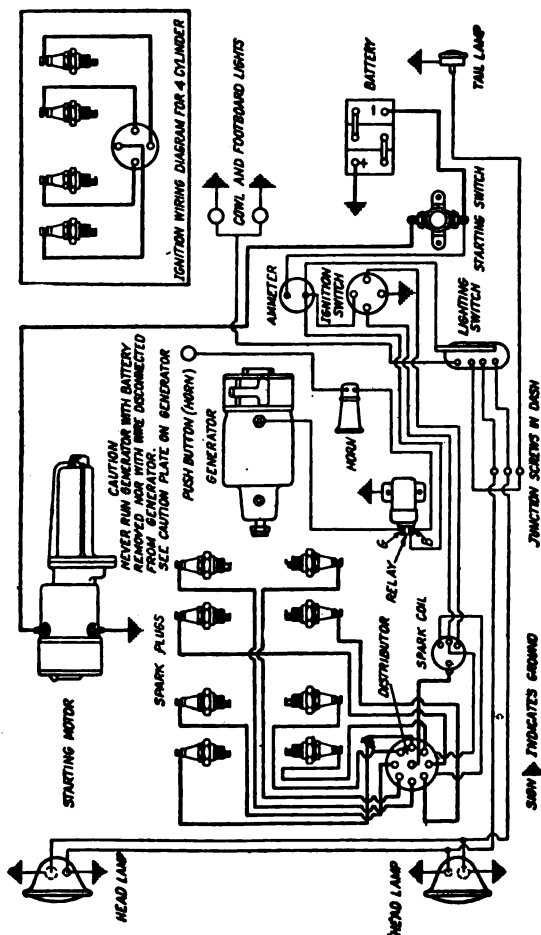 IGNITION WIRING DIAGRAM FOR 4 CYLINDER
COWL AND FOOTBOARD LIGHTS
BATTERY
+
-
TAIL LAMP
CAUTION
NEVER RUN GENERATOR WITH BATTERY
REMOVED NOR WITH WIRE DISCONNECTED
FROM GENERATOR.
SEE CAUTION PLATE ON GENERATOR
PUSH BUTTON (HORN)
GENERATOR
AMMETER
IGNITION
SWITCH
STARTING SWITCH
LIGHTING
SWITCH
HORN
JUNCTION SCREWS IN DASH
STARTING MOTOR
SPARK PLUGS
G
B
RELAY
DISTRIBUTOR
SPARK COIL
SIGN INDICATES GROUND
HEAD LAMP
HEAD LAMP